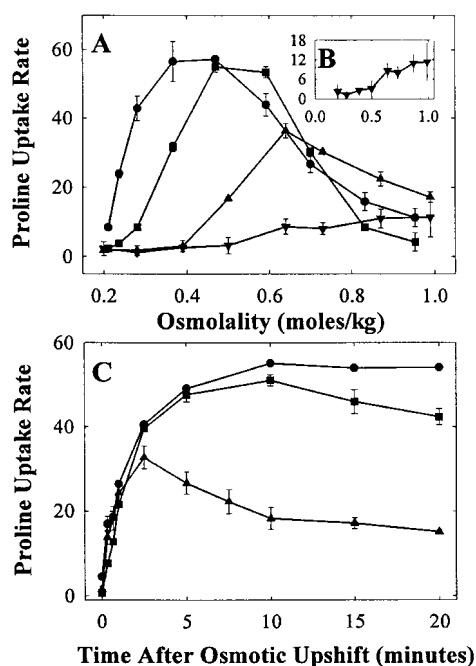 A
B
Proline Uptake Rate
60
40
20
0
18
12
6
0
0.0 0.5 1.0
0.2 0.4 0.6 0.8 1.0
Osmolality (moles/kg)
C
Proline Uptake Rate
60
40
20
0
0 5 10 15 20
Time After Osmotic Upshift (minutes)